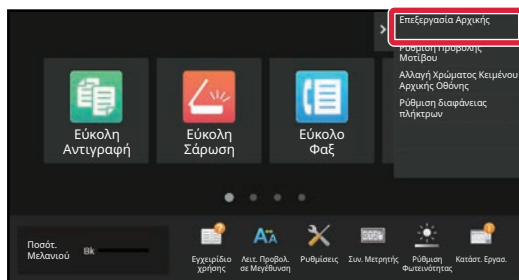 Επεξεργασία Αρχικής
Ρύθμιση Προβολής
Μοτίβου
Αλλαγή Χρώματος Κειμένου
Αρχικής Οθόνης
Ρύθμιση διαφάνειας
πλήκτρων
Εύκολη
Αντιγραφή
Εύκολη
Σάρωση
Εύκολο
Φαξ
Ποσότ.
Μελανιού
Bk
Εγχειρίδιο
χρήσης
Λειτ. Προβολ.
σε Μεγέθυνση
Ρυθμίσεις
Συν. Μετρητής
Ρύθμιση
Φωτεινότητας
Κατάστ. Εργασ.